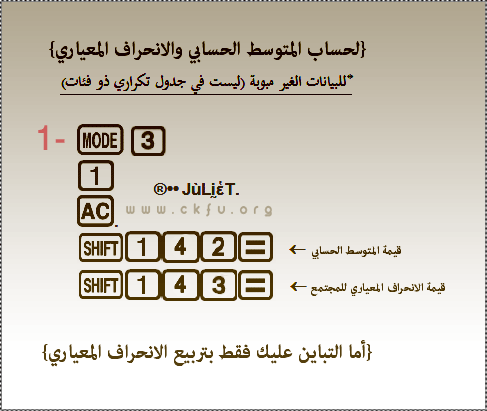 {لحساب المتوسط الحسابي والانحراف المعياري}
*للبيانات الغير مبوبة (ليست في جدول تكراري ذو فئات)
1- MODE 3
1
®•• JùLįέT.
AC . www.ckfu.org
SHIFT 1 4 2 = ← قيمة المتوسط الحسابي
SHIFT 1 4 3 = ← قيمة الانحراف المعياري للمجتمع
{أما التباين عليك فقط بتربيع الانحراف المعياري}